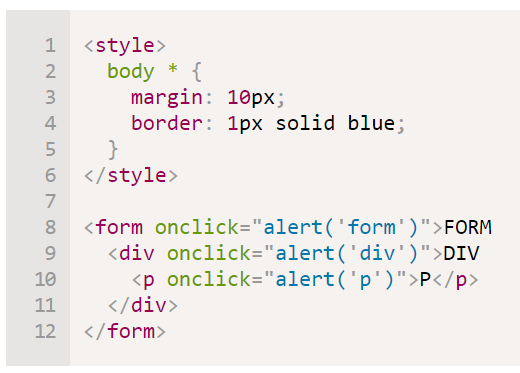 1 <style>
2   body * {
3     margin: 10px;
4     border: 1px solid blue;
5   }
6 </style>
7
8 <form onclick="alert('form')">FORM
9   <div onclick="alert('div')">DIV
10     <p onclick="alert('p')">P</p>
11   </div>
12 </form>